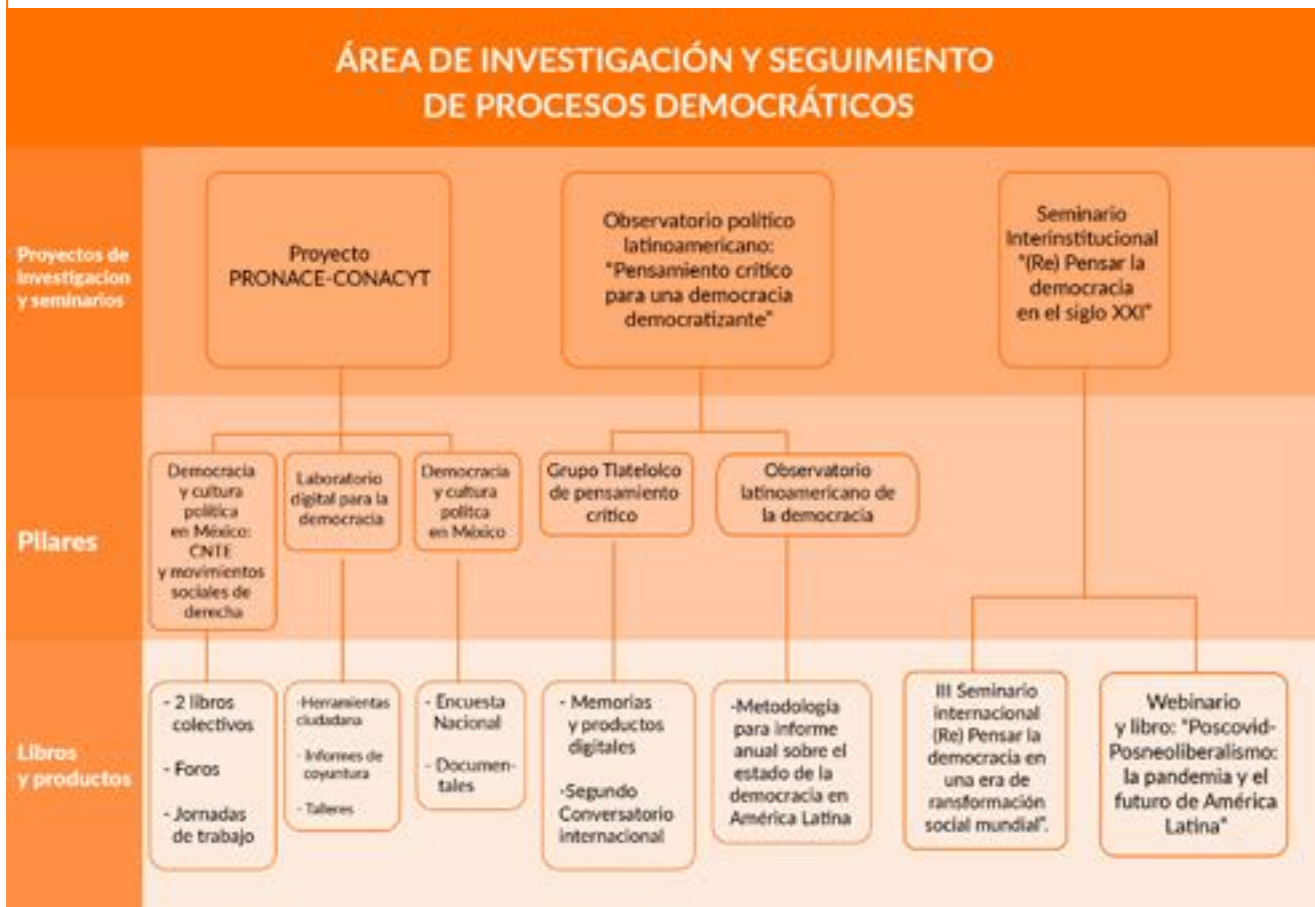 ÁREA DE INVESTIGACIÓN Y SEGUIMIENTO
DE PROCESOS DEMOCRÁTICOS
Proyectos de
Investigacion
y seminarios
Proyecto
PRONACE-CONACYT
Observatorio político
latinoamericano:
"Pensamiento crítico
para una democracia
democratizante"
Seminario
Interinstitucional
"(Re) Pensar la
democracia
en el siglo XXI"
Pilares
Democracia
y cultura
política
en México:
CNTE
y movimientos
sociales de
derecha
Laboratorio
digital para la
democracia
Democracia
y cultura
polítca
en México
Grupo Tlatelolco
de pensamiento
crítico
Observatorio
latinoamericano de
la democracia
Libros
y productos
- 2 libros
colectivos
- Foros
- Jornadas
de trabajo
-Herramientas
ciudadana
- Informes de
coyuntura
- Talleres
- Encuesta
Nacional
- Documen-
tales
- Memorias
y productos
digitales
-Segundo
Conversatorio
internacional
-Metodología
para informe
anual sobre el
estado de la
democracia en
América Latina
III Seminario
internacional
(Re) Pensar la
democracia en
una era de
ransformación
social mundial".
Webinario
y libro: "Poscovid-
Posneoliberalismo:
la pandemia y el
futuro de América
Latina"